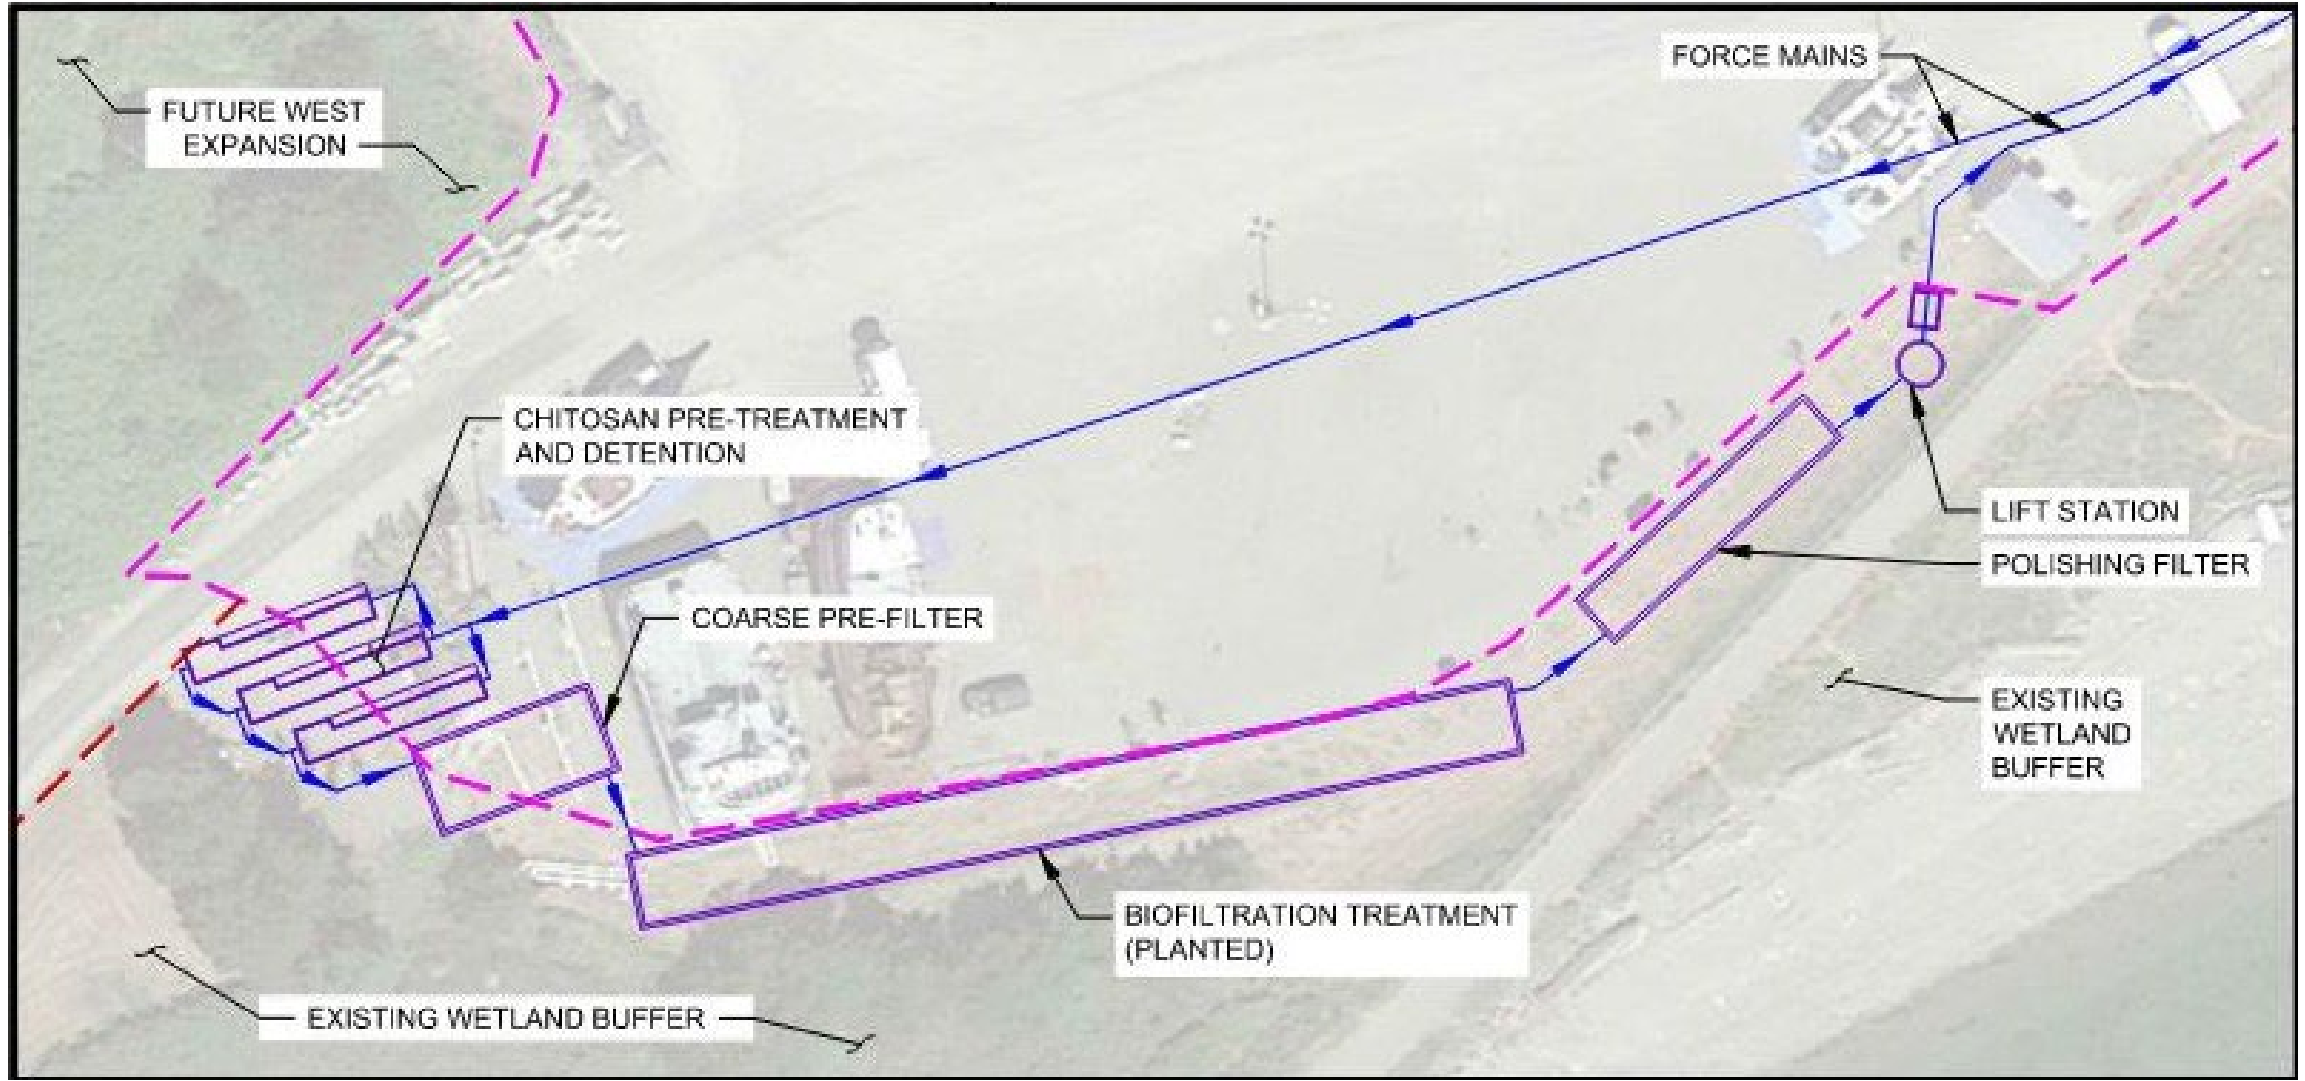 FORCE MAINS
FUTURE WEST
EXPANSION
CHITOSAN PRE-TREATMENT
AND DETENTION
LIFT STATION
POLISHING FILTER
COARSE PRE-FILTER
EXISTING
WETLAND
BUFFER
BIOFILTRATION TREATMENT
(PLANTED)
EXISTING WETLAND BUFFER